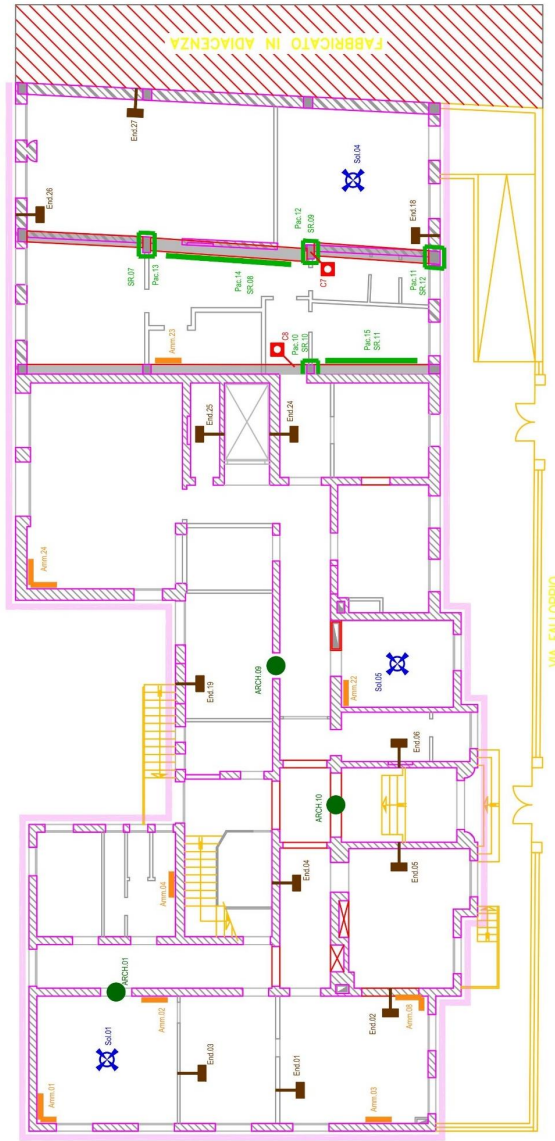 FABBRICATO IN ADIACENZA
End.27
End.26
Sol.04
End.18
Pac.12
SR.09
SR.07
Pac.13
Pac.14
SR.08
C7
Pac.11
SR.12
C8
Pac.10
SR.10
Pac.15
SR.11
Amm.23
End.25
End.24
Amm.24
ARCH.09
End.19
Amm.22
Sol.05
End.06
ARCH.10
End.05
End.04
Amm.04
ARCH.01
Amm.02
Amm.01
Sol.01
End.03
End.01
End.02
Amm.08
Amm.03
VIA